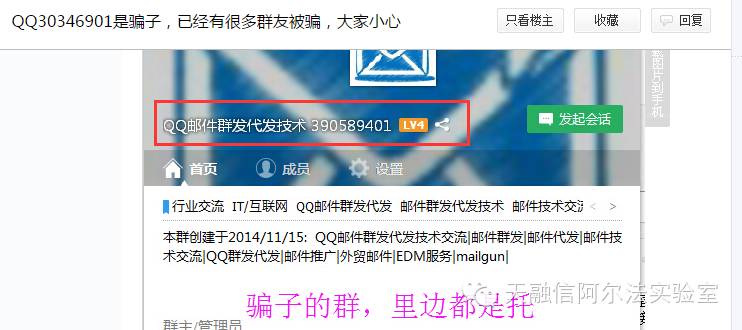 QQ30346901是骗子，已经有很多群友被骗，大家小心
只看楼主
收藏
回复
图片到手机
QQ邮件群发代发技术 390589401 LV4
发起会话
首页
成员
设置
行业交流 IT/互联网 QQ邮件群发代发 邮件群发代发技术 邮件技术交流 < >
本群创建于2014/11/15: QQ邮件群发代发技术交流|邮件群发|邮件代发|邮件技
术交流|QQ群发代发|邮件推广|外贸邮件|EDM服务|mailgun|
天融信阿尔法实验室
骗子的群，里边都是托
群主/管理员